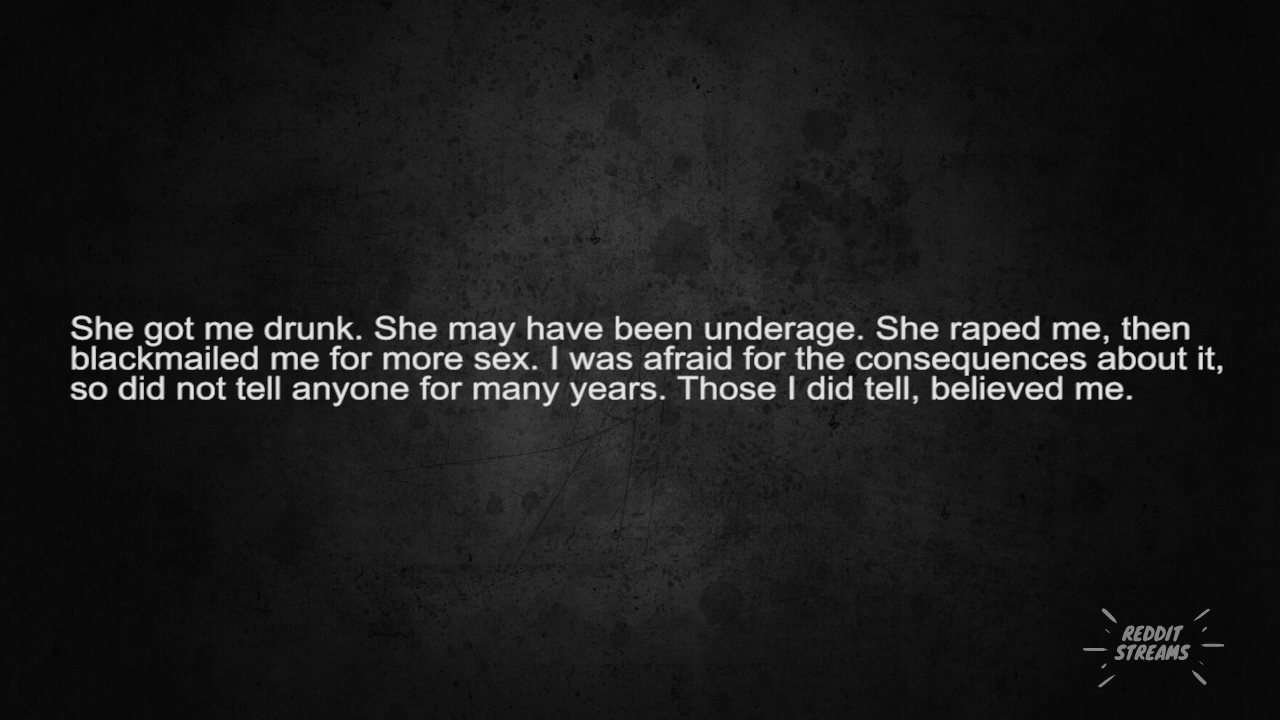 She got me drunk. She may have been underage. She raped me, then
blackmailed me for more sex. I was afraid for the consequences about it,
so did not tell anyone for many years. Those I did tell, believed me.
REDDIT
STREAMS